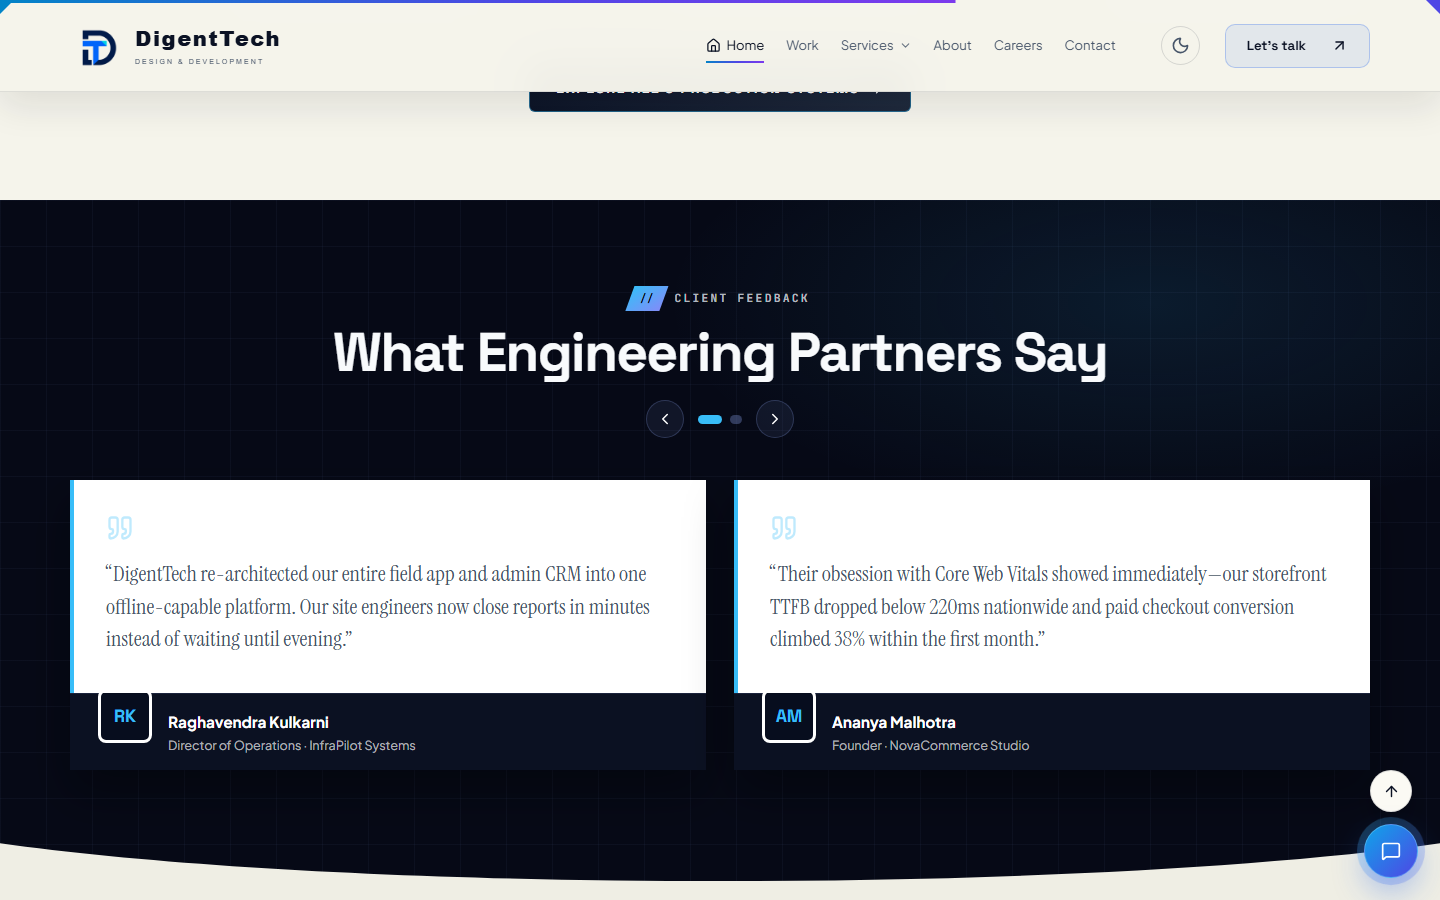 DigentTech
DESIGN & DEVELOPMENT
Home
Work
Services
About
Careers
Contact
Let's talk
// CLIENT FEEDBACK
What Engineering Partners Say
“DigentTech re-architected our entire field app and admin CRM into one
offline-capable platform. Our site engineers now close reports in minutes
instead of waiting until evening.”
RK
Raghavendra Kulkarni
Director of Operations · InfraPilot Systems
“Their obsession with Core Web Vitals showed immediately—our storefront
TTFB dropped below 220ms nationwide and paid checkout conversion
climbed 38% within the first month.”
AM
Ananya Malhotra
Founder · NovaCommerce Studio